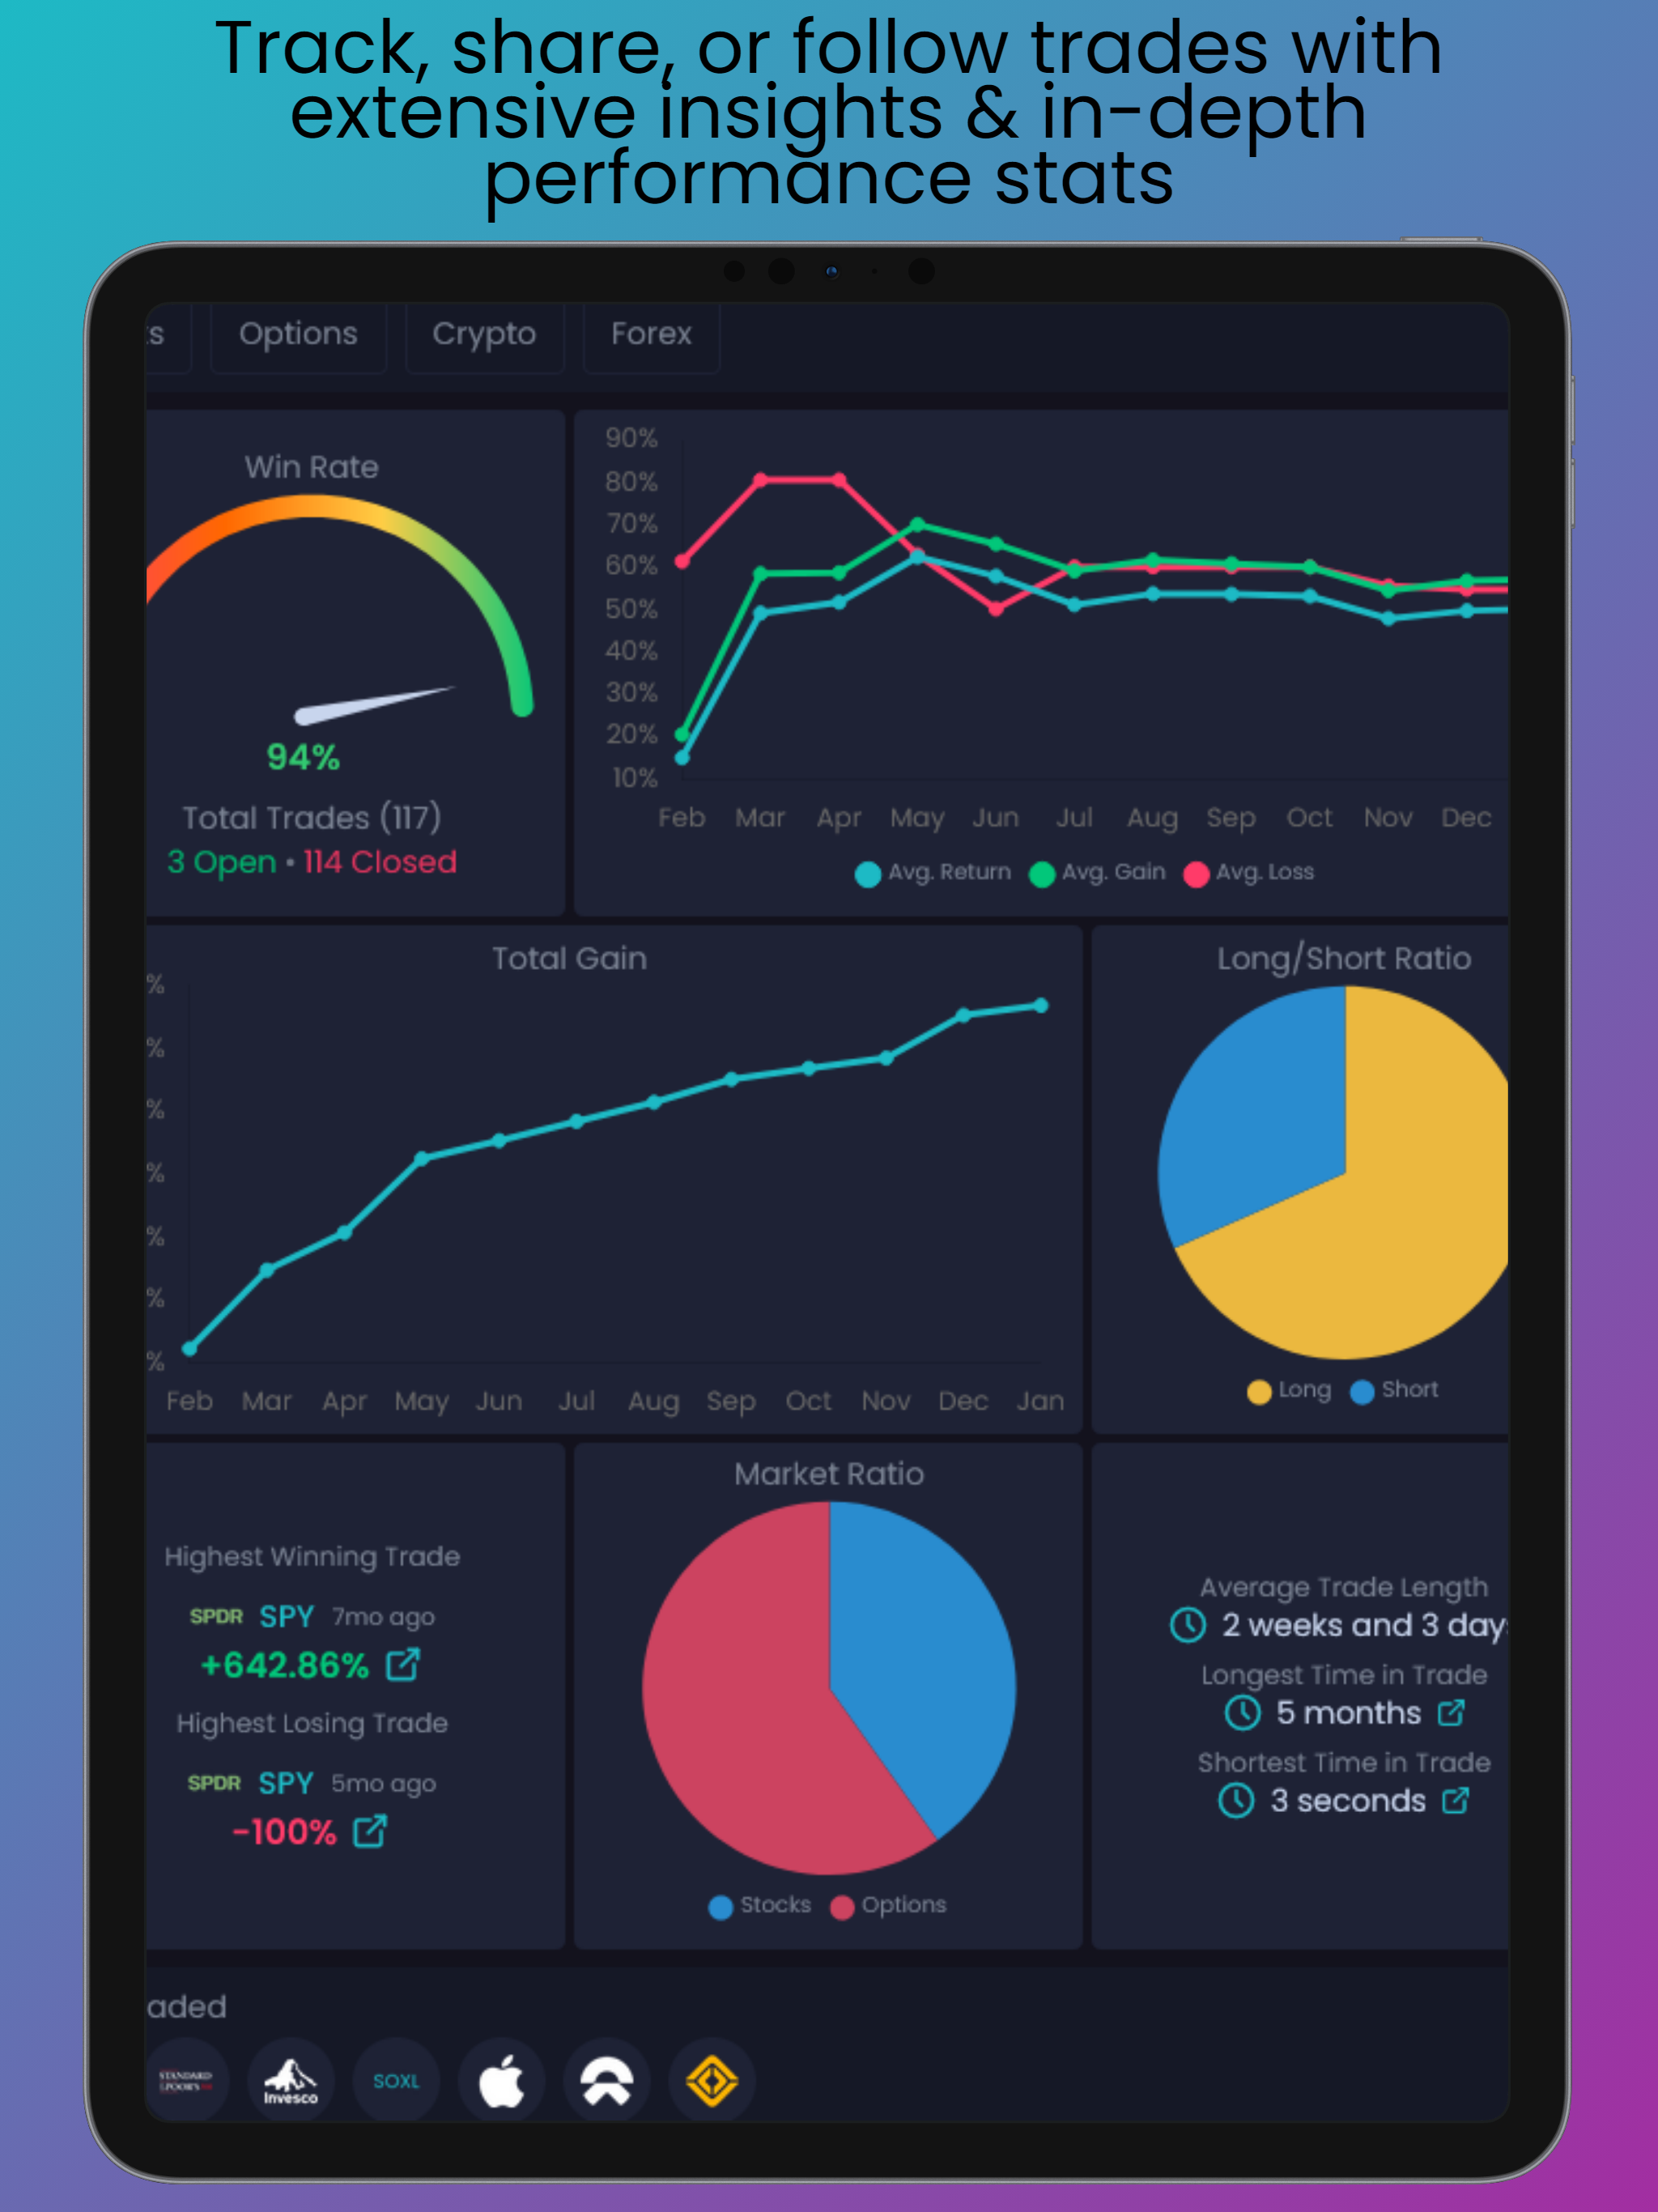 Track, share, or follow trades with
extensive insights & in-depth
performance stats
ts Options Crypto Forex
Win Rate
94%
Total Trades (117)
3 Open • 114 Closed
90%
80%
70%
60%
50%
40%
30%
20%
10%
Feb Mar Apr May Jun Jul Aug Sep Oct Nov Dec
Avg. Return Avg. Gain Avg. Loss
Total Gain
%
%
%
%
%
%
%
Feb Mar Apr May Jun Jul Aug Sep Oct Nov Dec Jan
Long/Short Ratio
Long Short
Highest Winning Trade
SPDR SPY 7mo ago
+642.86%
Highest Losing Trade
SPDR SPY 5mo ago
-100%
Market Ratio
Stocks Options
Average Trade Length
2 weeks and 3 days
Longest Time in Trade
5 months
Shortest Time in Trade
3 seconds
aded
STANDARD
&POOR'S
Invesco
SOXL